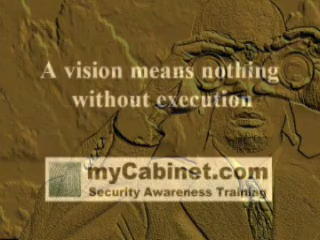 A vision means nothing
without execution
myCabinet.com
Security Awareness Training